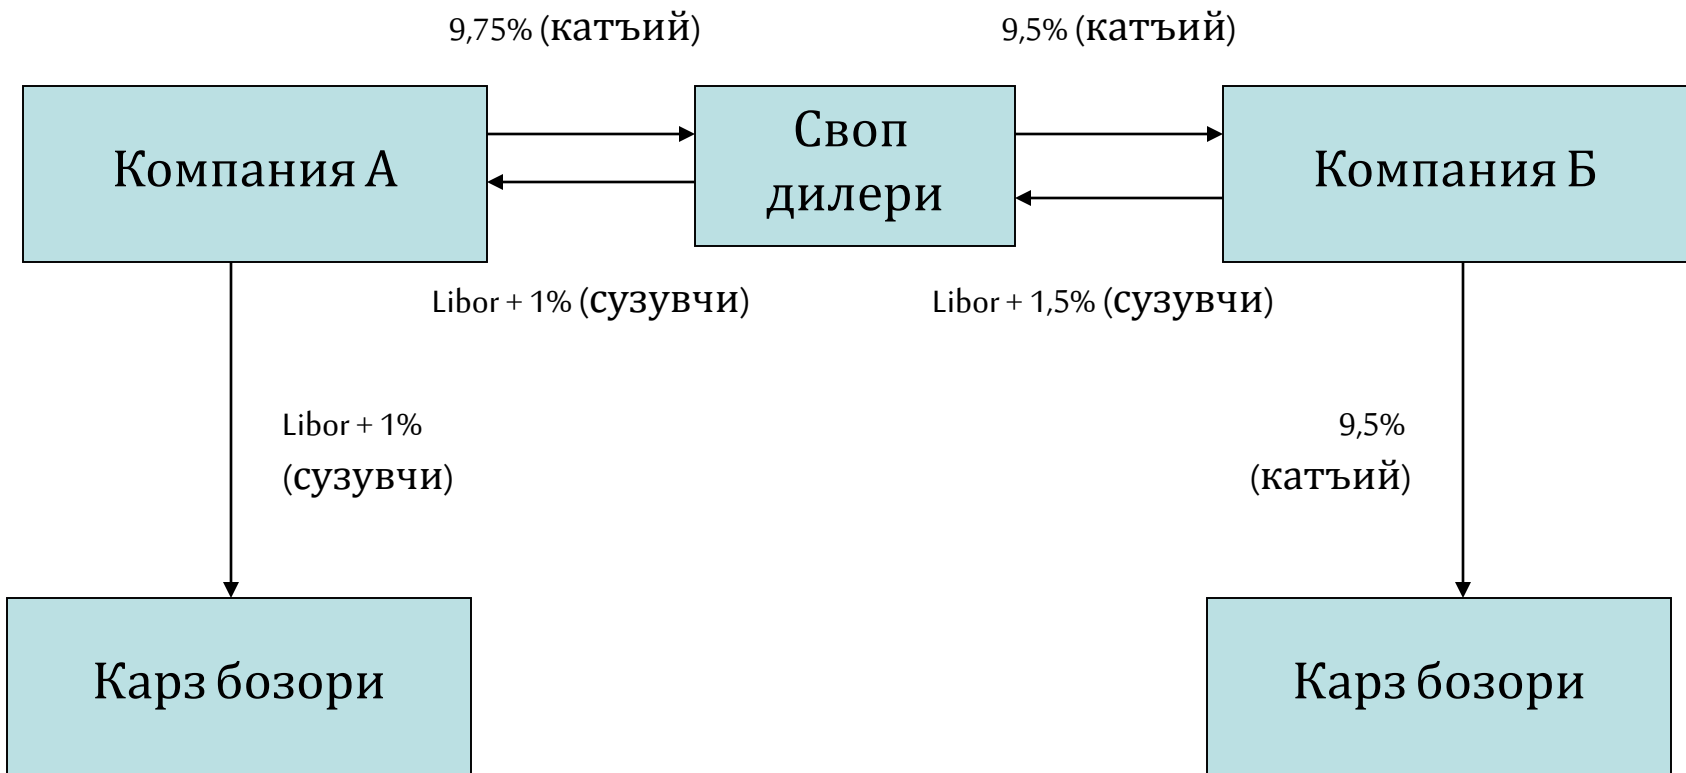 9,75% (катъий)
9,5% (катъий)
Компания А
Своп
дилери
Компания Б
Libor + 1% (сузувчи)
Libor + 1,5% (сузувчи)
Libor + 1%
(сузувчи)
9,5%
(катъий)
Карз бозори
Карз бозори